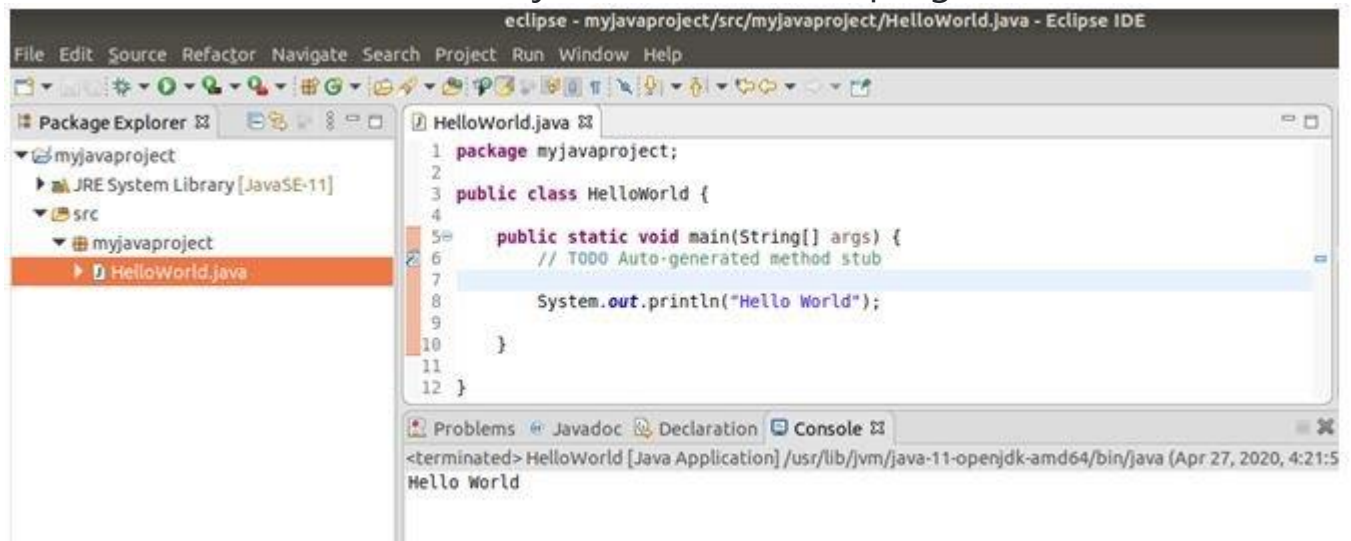 eclipse - myjavaproject/src/myjavaproject/HelloWorld.java - Eclipse IDE
File Edit Source Refactor Navigate Search Project Run Window Help
Package Explorer
myjavaproject
JRE System Library [JavaSE-11]
src
myjavaproject
HelloWorld.java
HelloWorld.java
1 package myjavaproject;
2
3 public class HelloWorld {
4
5 public static void main(String[] args) {
6 // TODO Auto-generated method stub
7
8 System.out.println("Hello World");
9
10 }
11
12 }
Problems Javadoc Declaration Console
<terminated> HelloWorld [Java Application] /usr/lib/jvm/java-11-openjdk-amd64/bin/java (Apr 27, 2020, 4:21:5
Hello World